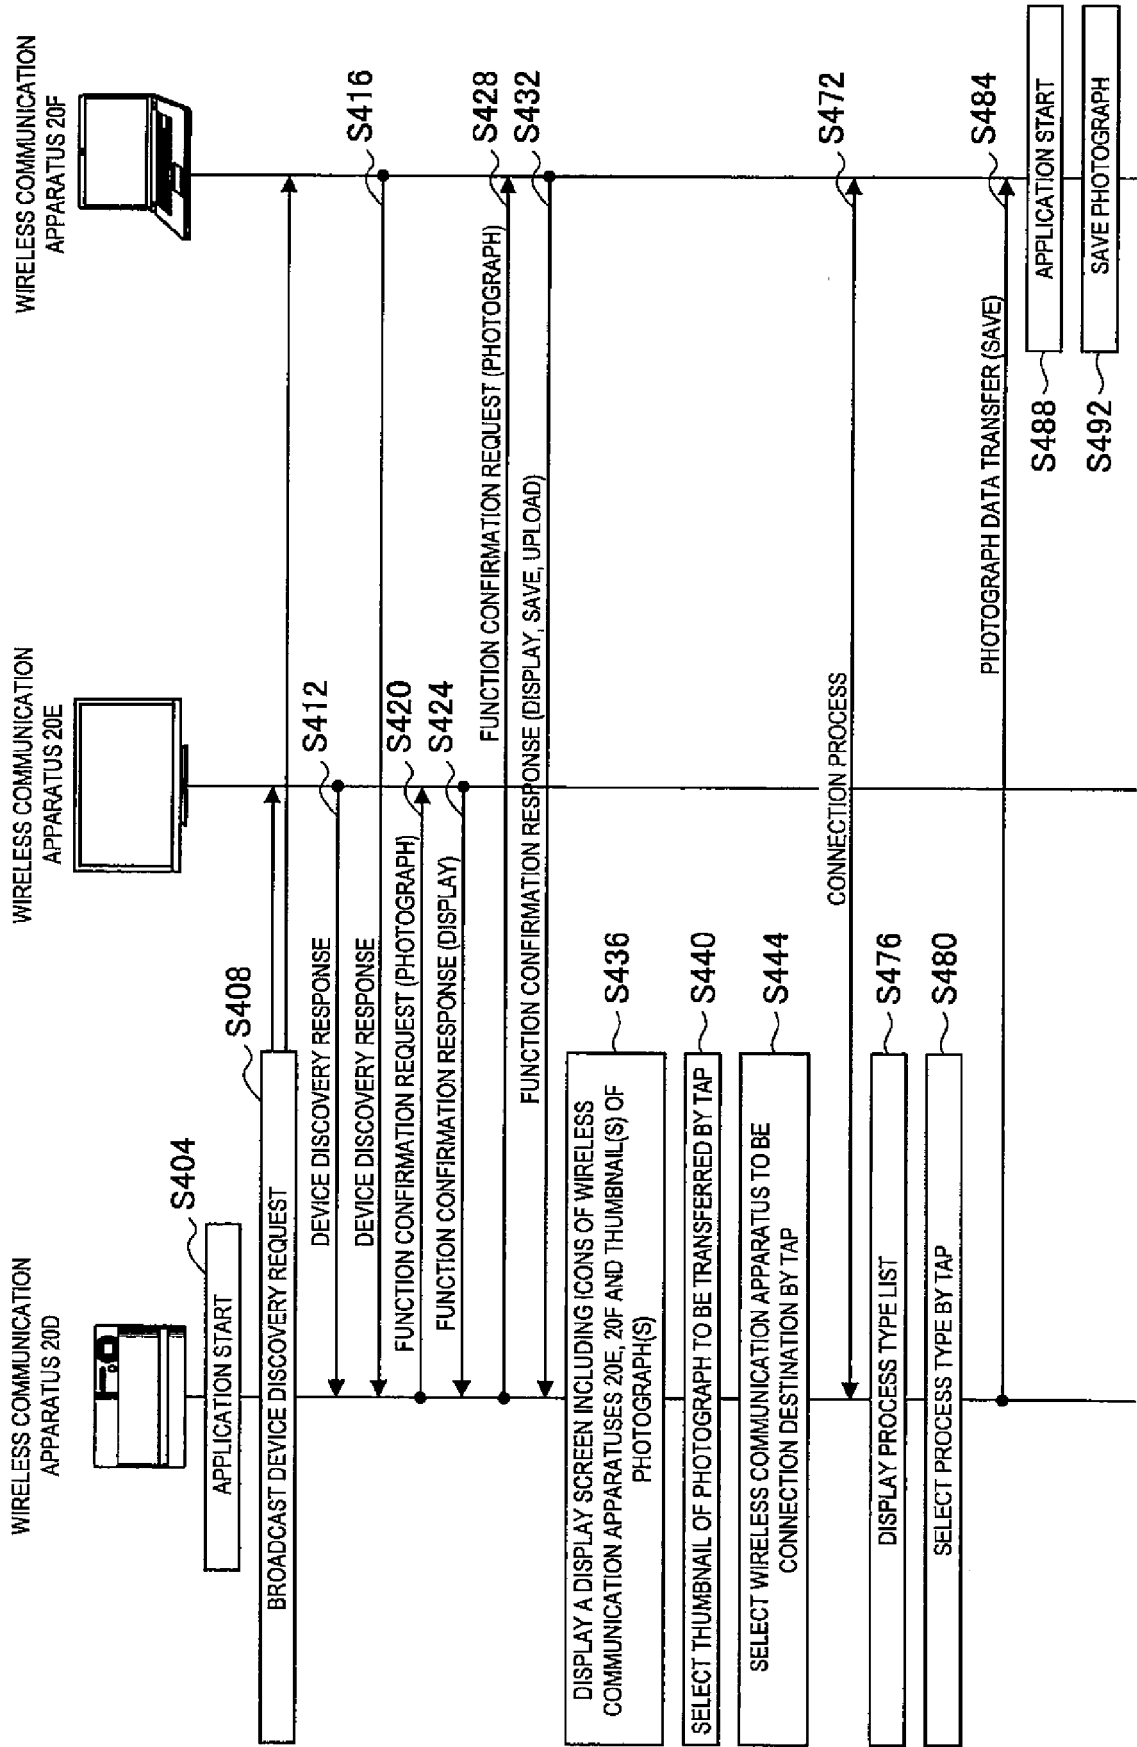 WIRELESS COMMUNICATION
APPARATUS 20D
WIRELESS COMMUNICATION
APPARATUS 20E
WIRELESS COMMUNICATION
APPARATUS 20F
S404
APPLICATION START
S408
BROADCAST DEVICE DISCOVERY REQUEST
S412
DEVICE DISCOVERY RESPONSE
S416
DEVICE DISCOVERY RESPONSE
S420
FUNCTION CONFIRMATION REQUEST (PHOTOGRAPH)
S424
FUNCTION CONFIRMATION RESPONSE (DISPLAY)
S428
FUNCTION CONFIRMATION REQUEST (PHOTOGRAPH)
S432
FUNCTION CONFIRMATION RESPONSE (DISPLAY, SAVE, UPLOAD)
S436
DISPLAY A DISPLAY SCREEN INCLUDING ICONS OF WIRELESS
COMMUNICATION APPARATUSES 20E, 20F AND THUMBNAIL(S) OF
PHOTOGRAPH(S)
S440
SELECT THUMBNAIL OF PHOTOGRAPH TO BE TRANSFERRED BY TAP
S444
SELECT WIRELESS COMMUNICATION APPARATUS TO BE
CONNECTION DESTINATION BY TAP
S472
CONNECTION PROCESS
S476
DISPLAY PROCESS TYPE LIST
S480
SELECT PROCESS TYPE BY TAP
S484
PHOTOGRAPH DATA TRANSFER (SAVE)
S488
APPLICATION START
S492
SAVE PHOTOGRAPH